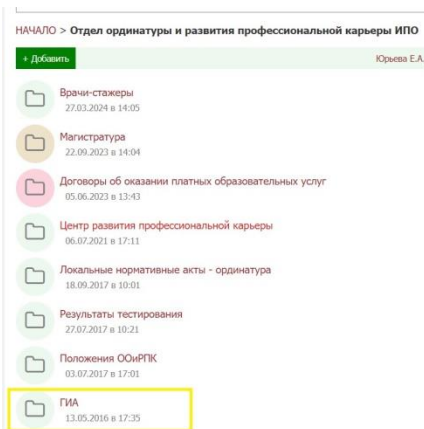 НАЧАЛО > Отдел ординатуры и развития профессиональной карьеры ИПО
+ Добавить Юрьева Е.А.
Врачи-стажеры
27.03.2024 в 14:05
Магистратура
22.09.2023 в 14:04
Договоры об оказании платных образовательных услуг
05.06.2023 в 13:43
Центр развития профессиональной карьеры
06.07.2021 в 17:11
Локальные нормативные акты - ординатура
18.09.2017 в 10:01
Результаты тестирования
27.07.2017 в 10:21
Положения ООиРПК
03.07.2017 в 17:01
ГИА
13.05.2016 в 17:35